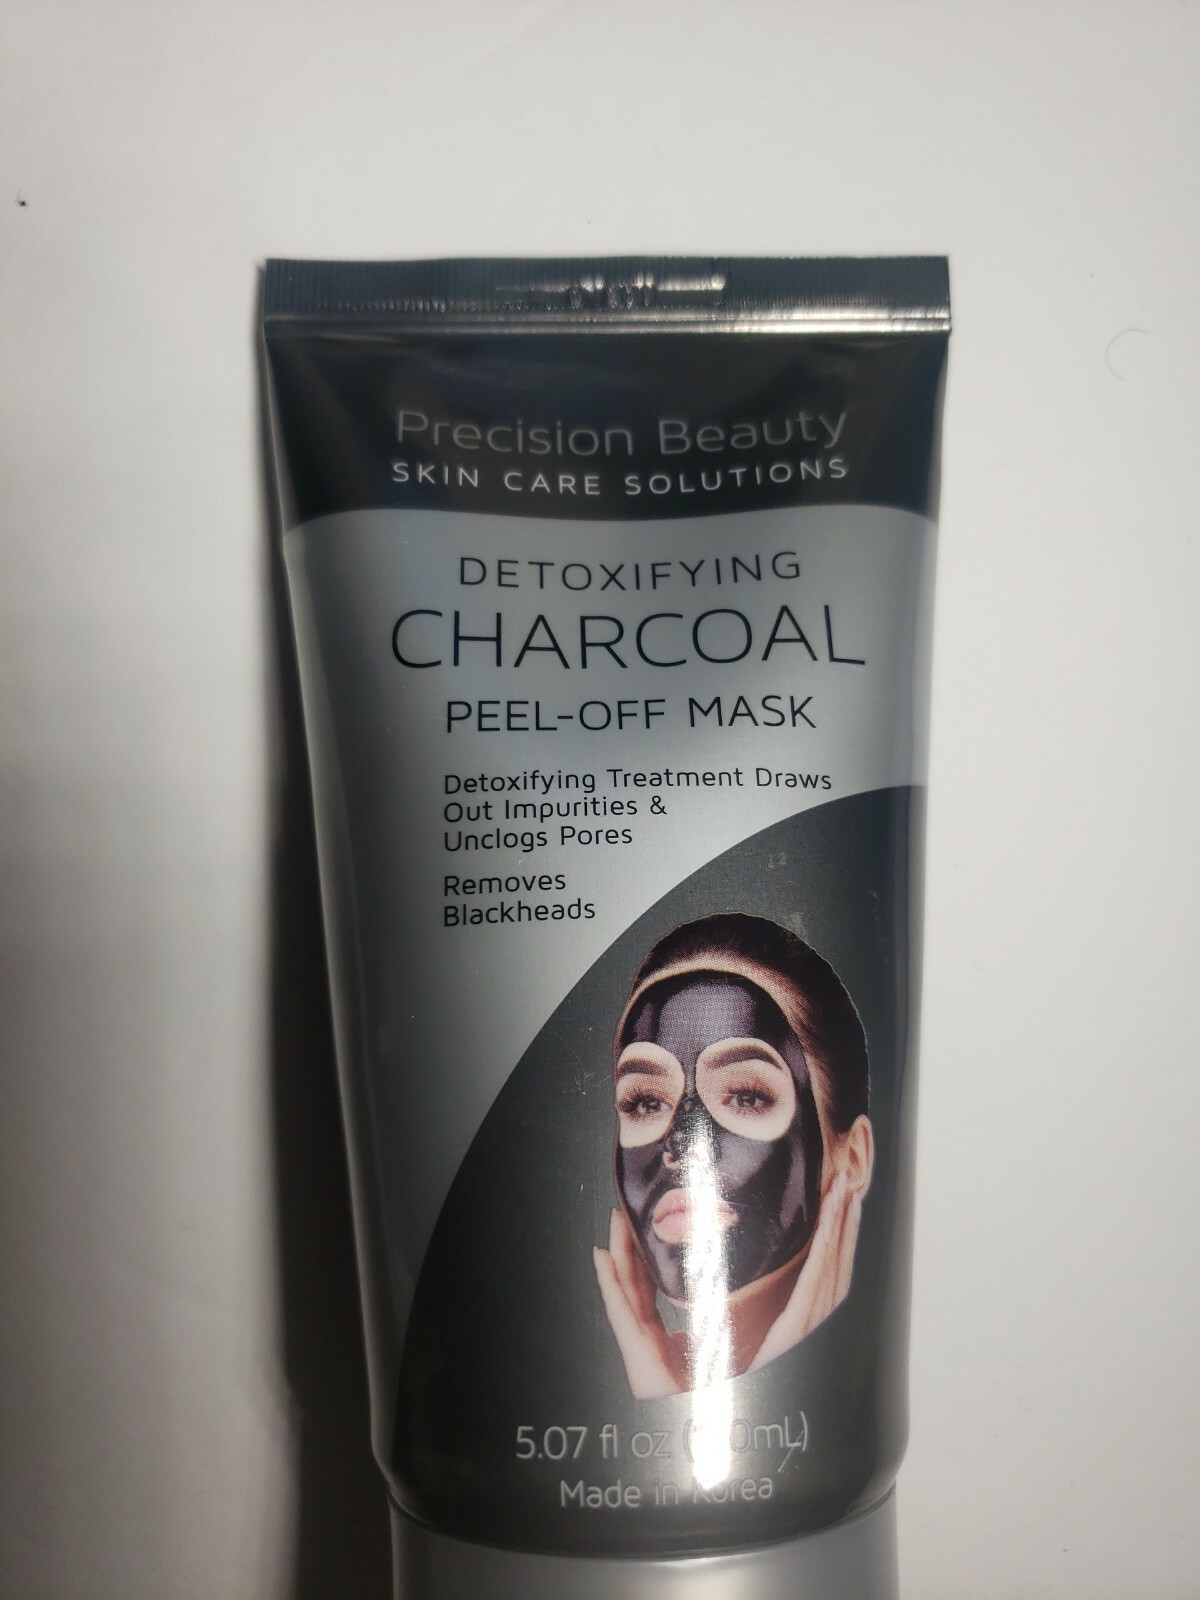 Precision Beauty
SKIN CARE SOLUTIONS
DETOXIFYING
CHARCOAL
PEEL-OFF MASK
Detoxifying Treatment Draws
Out Impurities &
Unclogs Pores
Removes
Blackheads
5.07 fl oz
Made in Korea